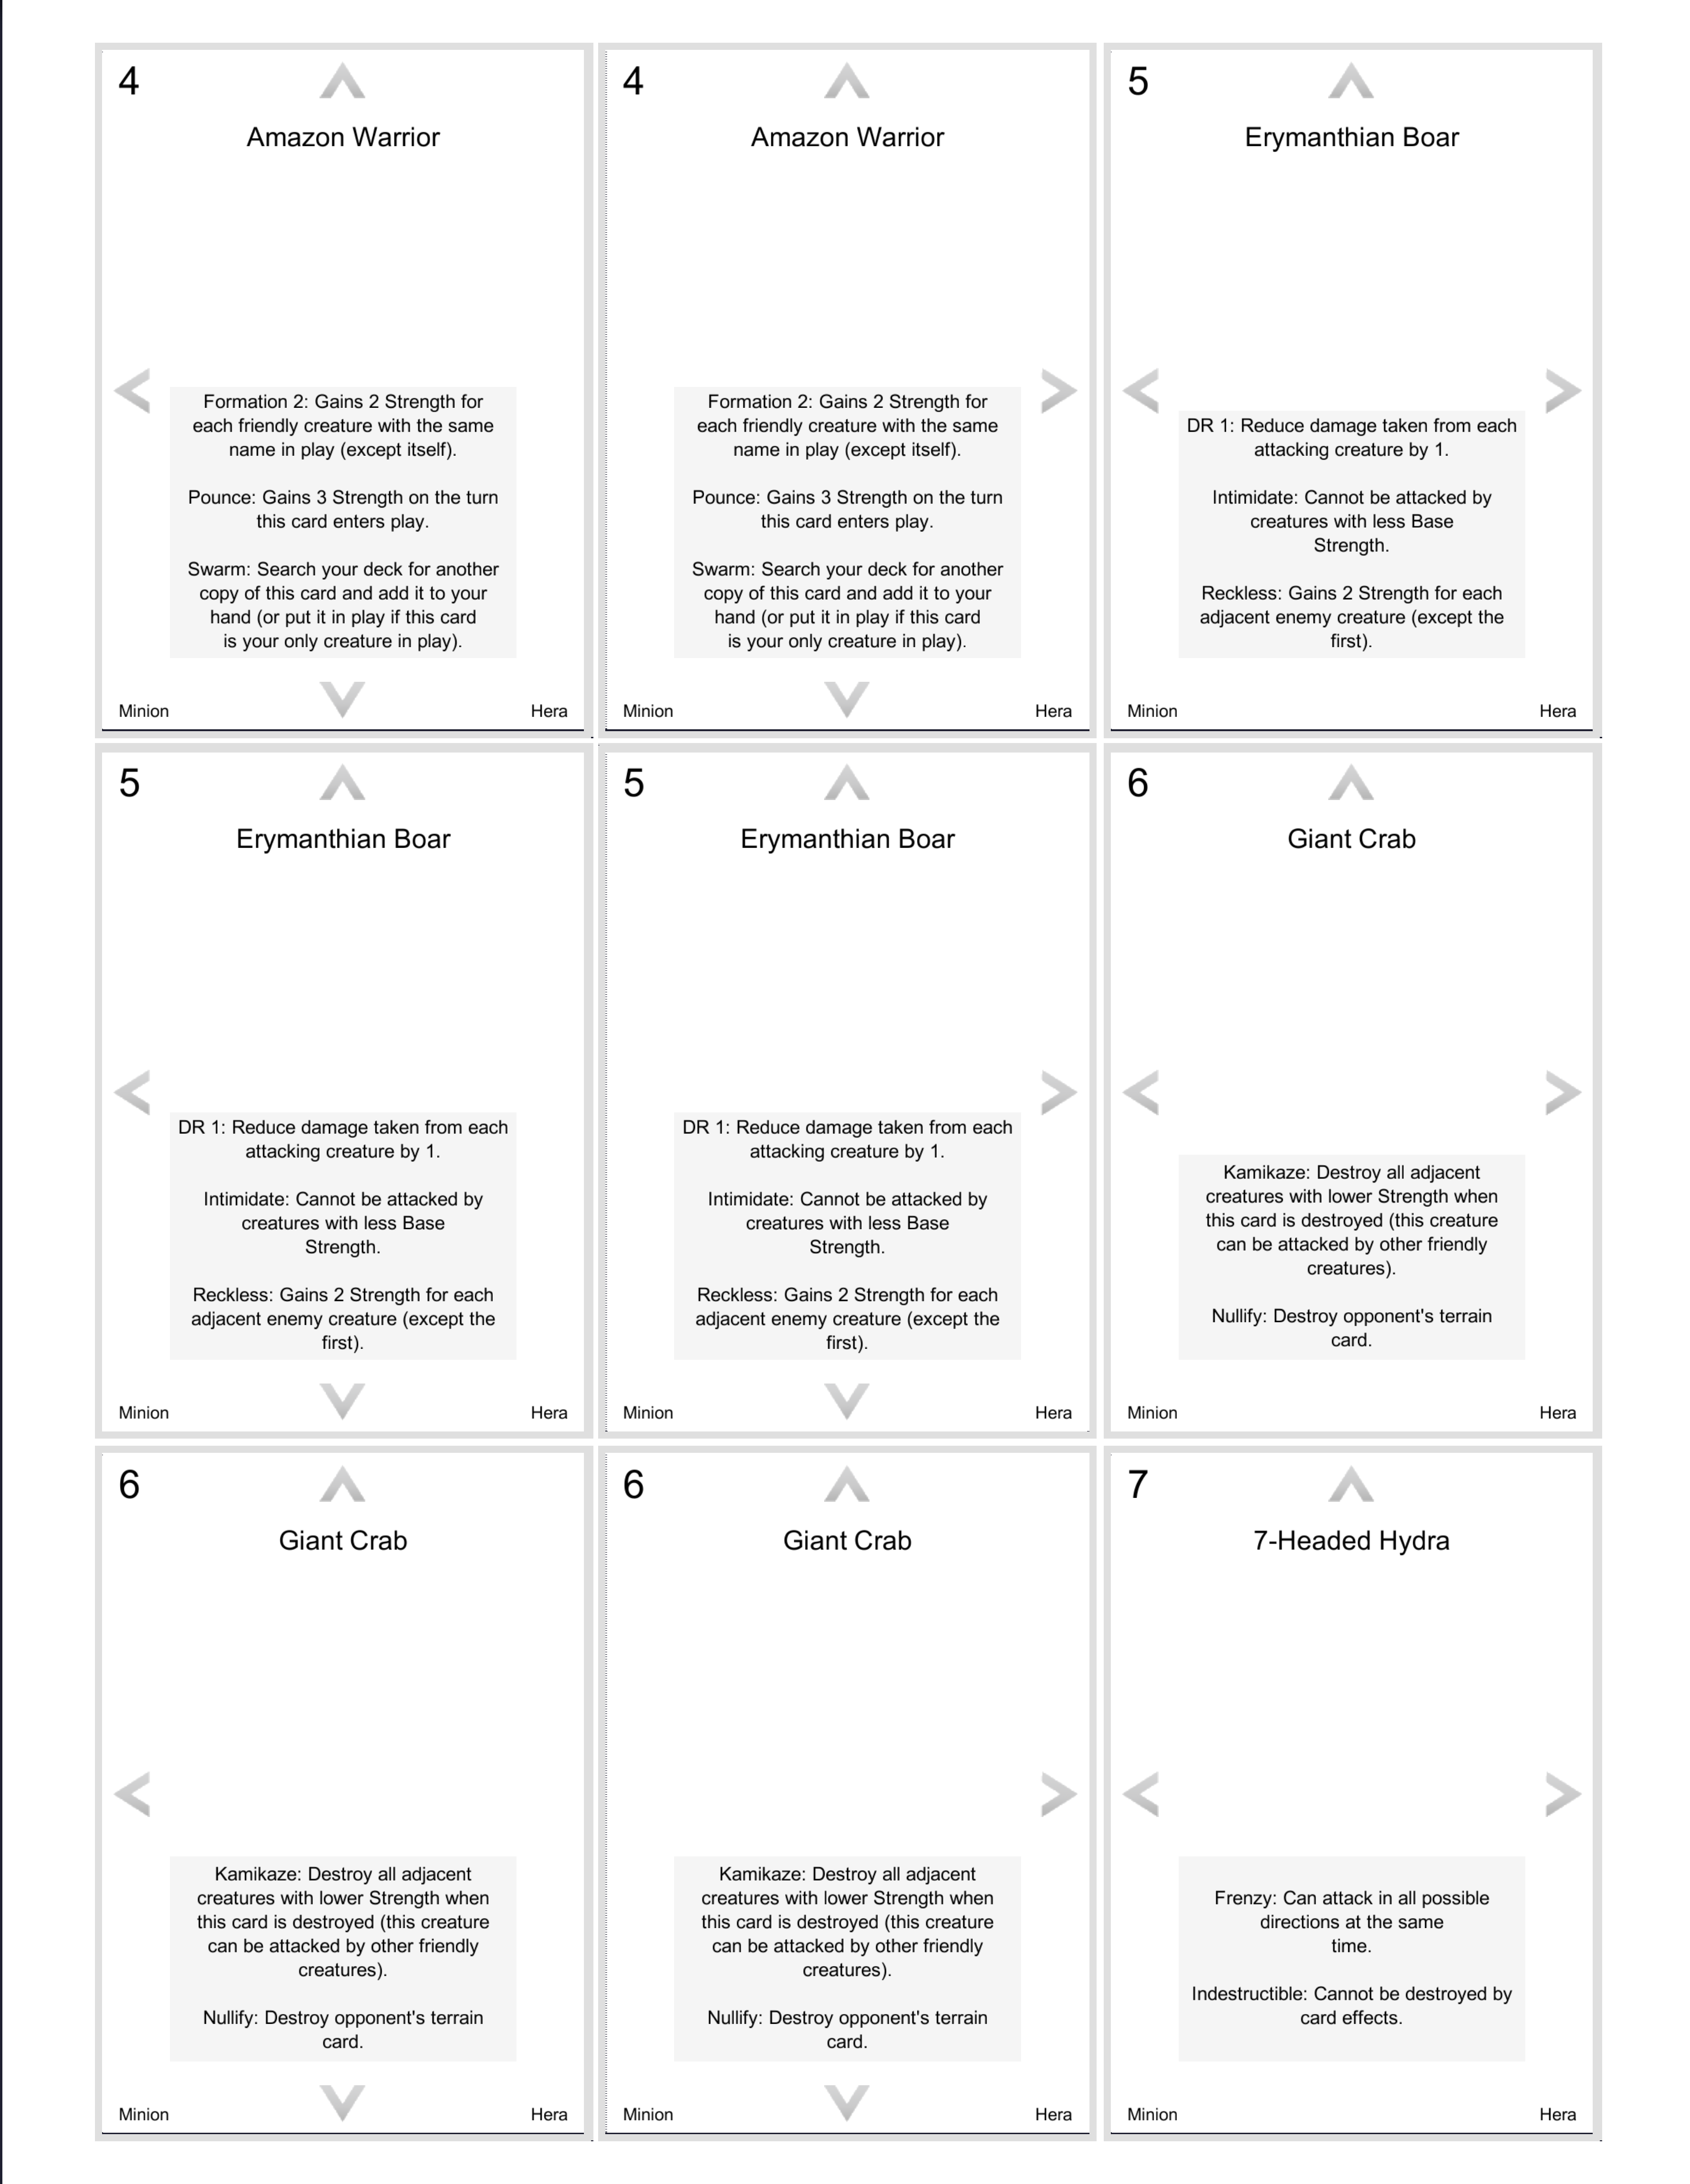 4
Amazon Warrior
Formation 2: Gains 2 Strength for
each friendly creature with the same
name in play (except itself).
Pounce: Gains 3 Strength on the turn
this card enters play.
Swarm: Search your deck for another
copy of this card and add it to your
hand (or put it in play if this card
is your only creature in play).
Minion
Hera
4
Amazon Warrior
Formation 2: Gains 2 Strength for
each friendly creature with the same
name in play (except itself).
Pounce: Gains 3 Strength on the turn
this card enters play.
Swarm: Search your deck for another
copy of this card and add it to your
hand (or put it in play if this card
is your only creature in play).
Minion
Hera
5
Erymanthian Boar
DR 1: Reduce damage taken from each
attacking creature by 1.
Intimidate: Cannot be attacked by
creatures with less Base
Strength.
Reckless: Gains 2 Strength for each
adjacent enemy creature (except the
first).
Minion
Hera
5
Erymanthian Boar
DR 1: Reduce damage taken from each
attacking creature by 1.
Intimidate: Cannot be attacked by
creatures with less Base
Strength.
Reckless: Gains 2 Strength for each
adjacent enemy creature (except the
first).
Minion
Hera
5
Erymanthian Boar
DR 1: Reduce damage taken from each
attacking creature by 1.
Intimidate: Cannot be attacked by
creatures with less Base
Strength.
Reckless: Gains 2 Strength for each
adjacent enemy creature (except the
first).
Minion
Hera
6
Giant Crab
Kamikaze: Destroy all adjacent
creatures with lower Strength when
this card is destroyed (this creature
can be attacked by other friendly
creatures).
Nullify: Destroy opponent's terrain
card.
Minion
Hera
6
Giant Crab
Kamikaze: Destroy all adjacent
creatures with lower Strength when
this card is destroyed (this creature
can be attacked by other friendly
creatures).
Nullify: Destroy opponent's terrain
card.
Minion
Hera
6
Giant Crab
Kamikaze: Destroy all adjacent
creatures with lower Strength when
this card is destroyed (this creature
can be attacked by other friendly
creatures).
Nullify: Destroy opponent's terrain
card.
Minion
Hera
7
7-Headed Hydra
Frenzy: Can attack in all possible
directions at the same
time.
Indestructible: Cannot be destroyed by
card effects.
Minion
Hera